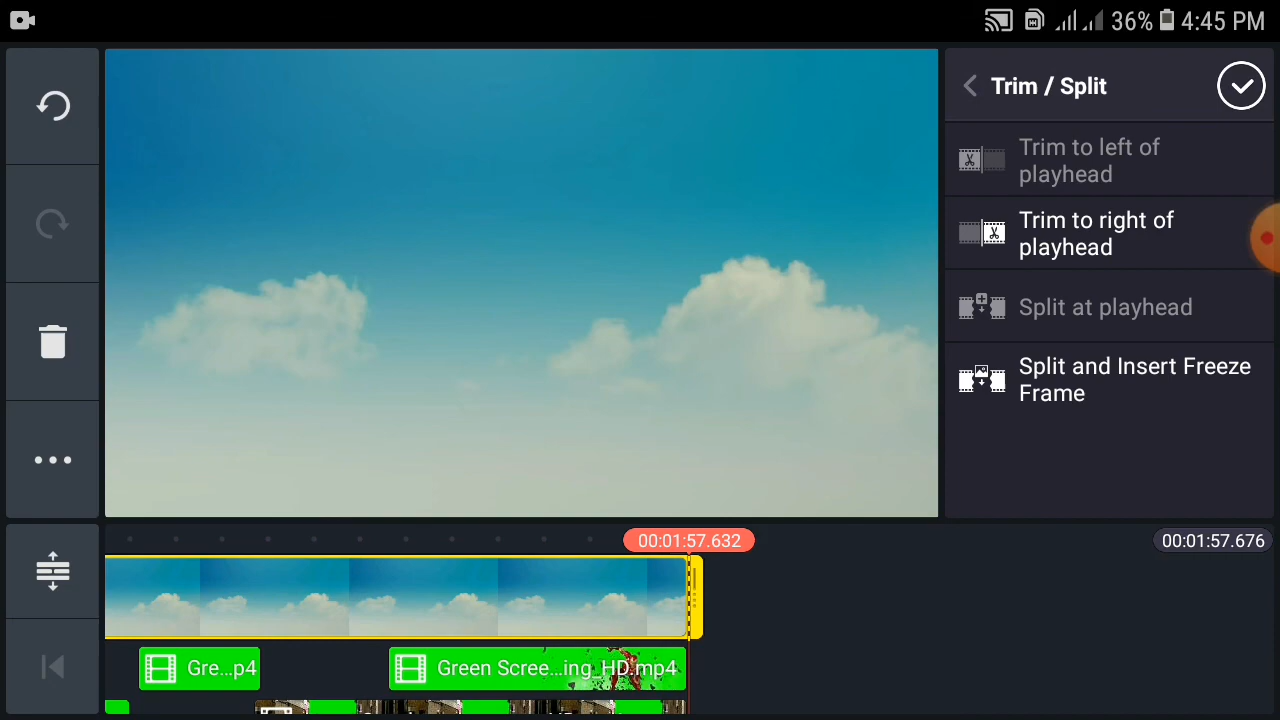 36% 4:45 PM
Trim / Split
Trim to left of
playhead
Trim to right of
playhead
Split at playhead
Split and Insert Freeze
Frame
00:01:57.632
00:01:57.676
Gre...p4
Green Scree...ing_HD.mp4